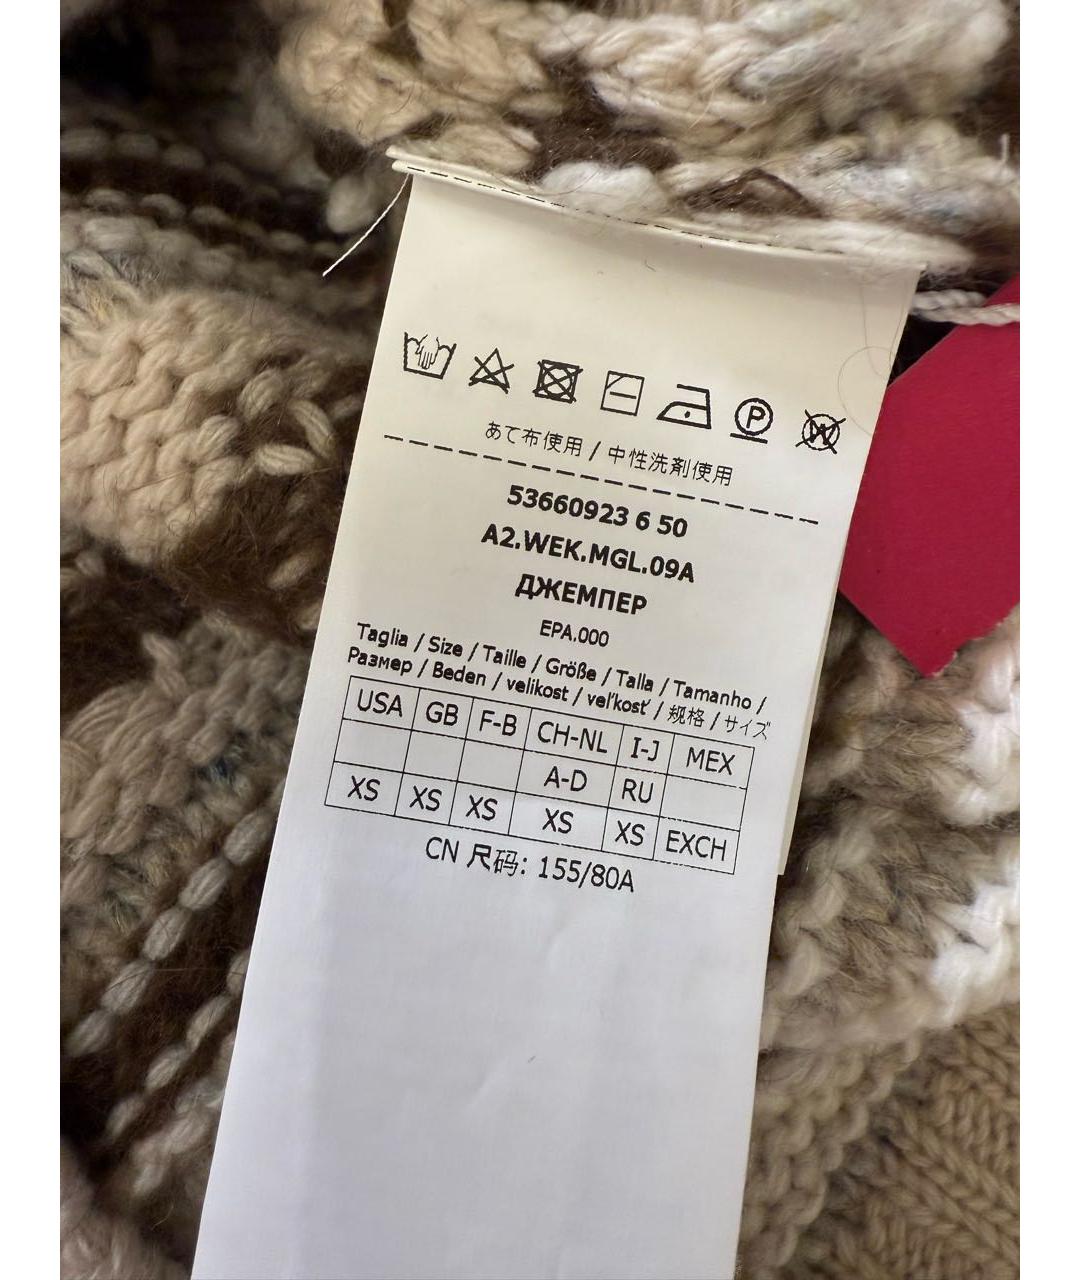 P W
あて布使用 / 中性洗剤使用
53660923 6 50
A2.WEK.MGL.09A
ДЖЕМПЕР
EPA.000
Taglia / Size / Taille / Größe / Talla / Tamanho /
Размер / Beden / velikost / veľkosť / 规格 / サイズ
USA GB F-B CH-NL I-J MEX
A-D RU
XS XS XS XS XS EXCH
CN 尺码: 155/80A